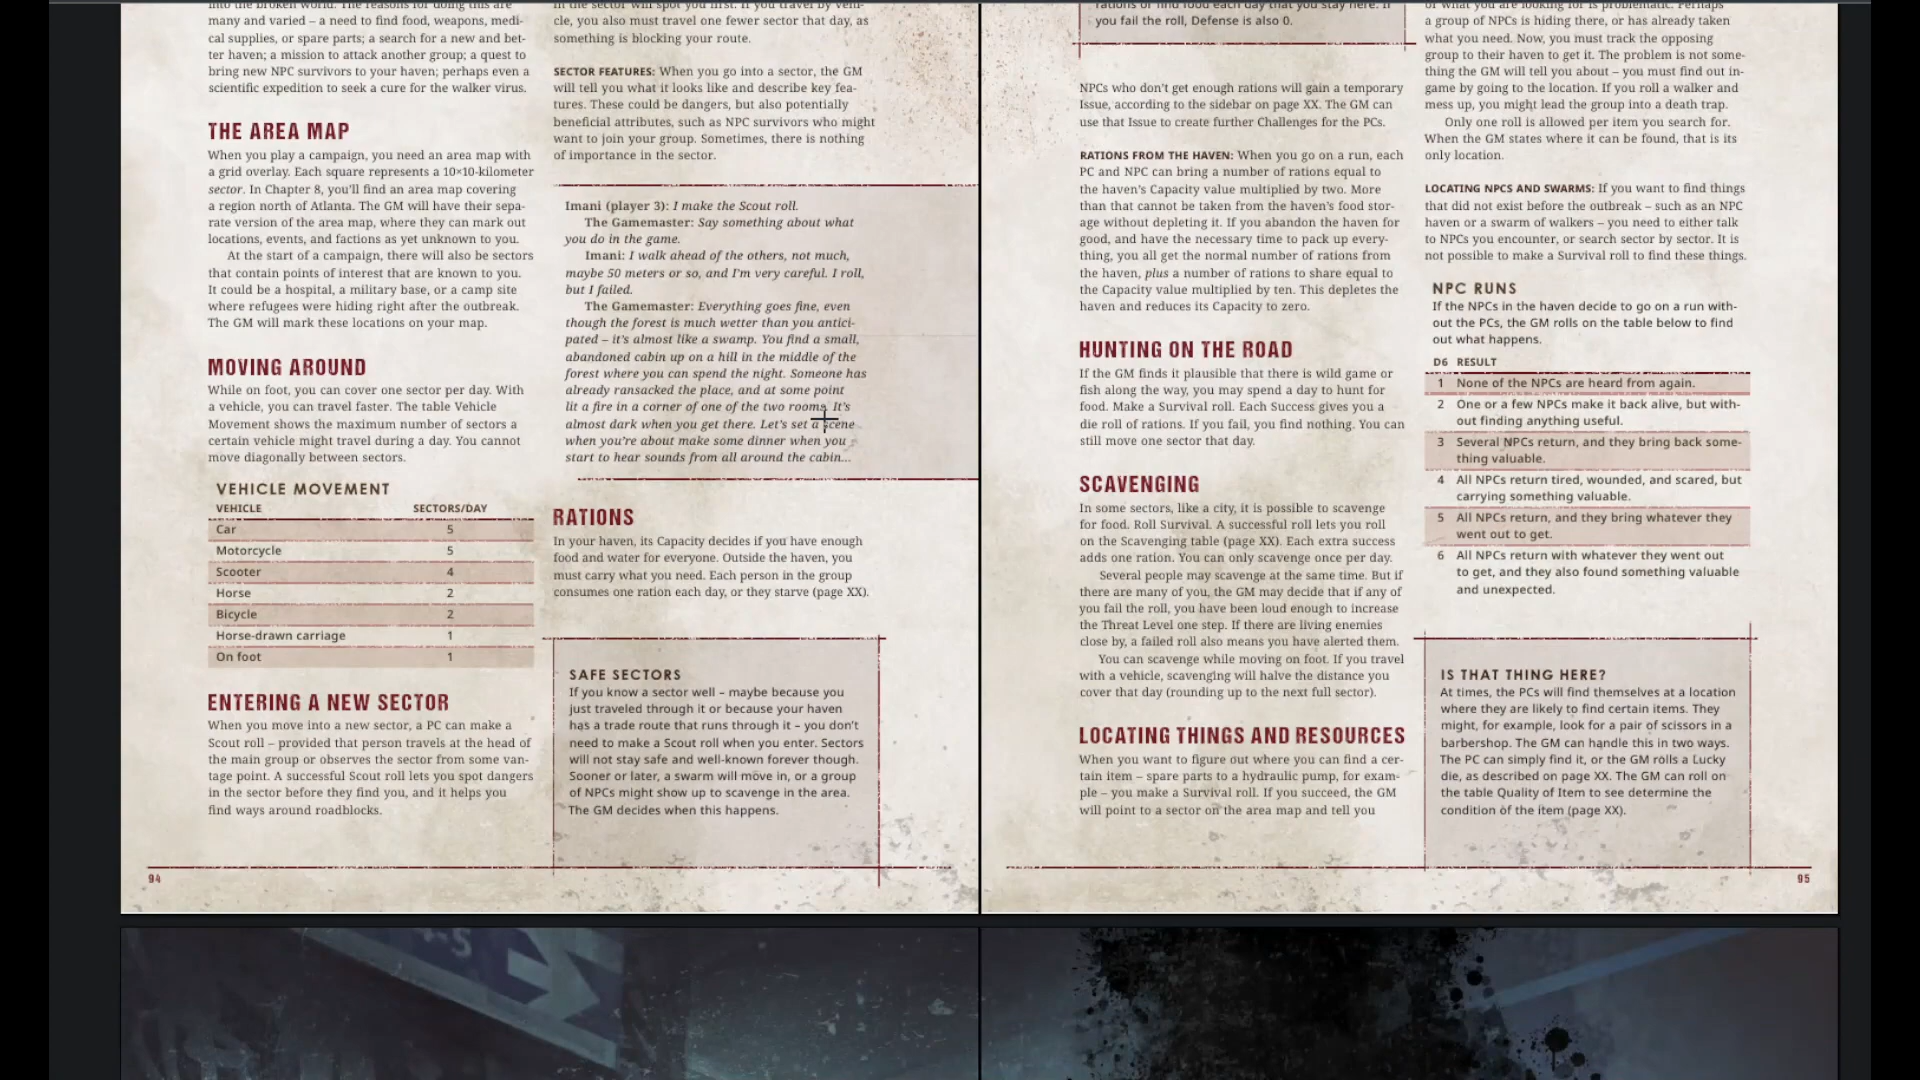 into the broken world. The reasons for doing this are
many and varied – a need to find food, weapons, medi-
cal supplies, or spare parts; a search for a new and bet-
ter haven; a mission to attack another group; a quest to
bring new NPC survivors to your haven; perhaps even a
scientific expedition to seek a cure for the walker virus.
THE AREA MAP
When you play a campaign, you need an area map with
a grid overlay. Each square represents a 10×10-kilometer
sector. In Chapter 8, you'll find an area map covering
a region north of Atlanta. The GM will have their sepa-
rate version of the area map, where they can mark out
locations, events, and factions as yet unknown to you.
At the start of a campaign, there will also be sectors
that contain points of interest that are known to you.
It could be a hospital, a military base, or a camp site
where refugees were hiding right after the outbreak.
The GM will mark these locations on your map.
MOVING AROUND
While on foot, you can cover one sector per day. With
a vehicle, you can travel faster. The table Vehicle
Movement shows the maximum number of sectors a
certain vehicle might travel during a day. You cannot
move diagonally between sectors.
VEHICLE MOVEMENT
VEHICLE SECTORS/DAY
Car 5
Motorcycle 5
Scooter 4
Horse 2
Bicycle 2
Horse-drawn carriage 1
On foot 1
ENTERING A NEW SECTOR
When you move into a new sector, a PC can make a
Scout roll – provided that person travels at the head of
the main group or observes the sector from some van-
tage point. A successful Scout roll lets you spot dangers
in the sector before they find you, and it helps you
find ways around roadblocks.
94
in the sector will spot you first. If you travel by vehi-
cle, you also must travel one fewer sector that day, as
something is blocking your route.
SECTOR FEATURES: When you go into a sector, the GM
will tell you what it looks like and describe key fea-
tures. These could be dangers, but also potentially
beneficial attributes, such as NPC survivors who might
want to join your group. Sometimes, there is nothing
of importance in the sector.
Imani (player 3): I make the Scout roll.
The Gamemaster: Say something about what
you do in the game.
Imani: I walk ahead of the others, not much,
maybe 50 meters or so, and I'm very careful. I roll,
but I failed.
The Gamemaster: Everything goes fine, even
though the forest is much wetter than you antici-
pated – it's almost like a swamp. You find a small,
abandoned cabin up on a hill in the middle of the
forest where you can spend the night. Someone has
already ransacked the place, and at some point
lit a fire in a corner of one of the two rooms. It's
almost dark when you get there. Let's set a scene
when you're about make some dinner when you
start to hear sounds from all around the cabin...
RATIONS
In your haven, its Capacity decides if you have enough
food and water for everyone. Outside the haven, you
must carry what you need. Each person in the group
consumes one ration each day, or they starve (page XX).
SAFE SECTORS
If you know a sector well – maybe because you
just traveled through it or because your haven
has a trade route that runs through it – you don't
need to make a Scout roll when you enter. Sectors
will not stay safe and well-known forever though.
Sooner or later, a swarm will move in, or a group
of NPCs might show up to scavenge in the area.
The GM decides when this happens.
rations of find food each day that you stay here. If
you fail the roll, Defense is also 0.
NPCs who don't get enough rations will gain a temporary
Issue, according to the sidebar on page XX. The GM can
use that Issue to create further Challenges for the PCs.
RATIONS FROM THE HAVEN: When you go on a run, each
PC and NPC can bring a number of rations equal to
the haven's Capacity value multiplied by two. More
than that cannot be taken from the haven's food stor-
age without depleting it. If you abandon the haven for
good, and have the necessary time to pack up every-
thing, you all get the normal number of rations from
the haven, plus a number of rations to share equal to
the Capacity value multiplied by ten. This depletes the
haven and reduces its Capacity to zero.
HUNTING ON THE ROAD
If the GM finds it plausible that there is wild game or
fish along the way, you may spend a day to hunt for
food. Make a Survival roll. Each Success gives you a
die roll of rations. If you fail, you find nothing. You can
still move one sector that day.
SCAVENGING
In some sectors, like a city, it is possible to scavenge
for food. Roll Survival. A successful roll lets you roll
on the Scavenging table (page XX). Each extra success
adds one ration. You can only scavenge once per day.
Several people may scavenge at the same time. But if
there are many of you, the GM may decide that if any of
you fail the roll, you have been loud enough to increase
the Threat Level one step. If there are living enemies
close by, a failed roll also means you have alerted them.
You can scavenge while moving on foot. If you travel
with a vehicle, scavenging will halve the distance you
cover that day (rounding up to the next full sector).
LOCATING THINGS AND RESOURCES
When you want to figure out where you can find a cer-
tain item – spare parts to a hydraulic pump, for exam-
ple – you make a Survival roll. If you succeed, the GM
will point to a sector on the area map and tell you
of what you are looking for is problematic. Perhaps
a group of NPCs is hiding there, or has already taken
what you need. Now, you must track the opposing
group to their haven to get it. The problem is not some-
thing the GM will tell you about – you must find out in-
game by going to the location. If you roll a walker and
mess up, you might lead the group into a death trap.
Only one roll is allowed per item you search for.
When the GM states where it can be found, that is its
only location.
LOCATING NPCS AND SWARMS: If you want to find things
that did not exist before the outbreak – such as an NPC
haven or a swarm of walkers – you need to either talk
to NPCs you encounter, or search sector by sector. It is
not possible to make a Survival roll to find these things.
NPC RUNS
If the NPCs in the haven decide to go on a run with-
out the PCs, the GM rolls on the table below to find
out what happens.
D6 RESULT
1 None of the NPCs are heard from again.
2 One or a few NPCs make it back alive, but with-
out finding anything useful.
3 Several NPCs return, and they bring back some-
thing valuable.
4 All NPCs return tired, wounded, and scared, but
carrying something valuable.
5 All NPCs return, and they bring whatever they
went out to get.
6 All NPCs return with whatever they went out
to get, and they also found something valuable
and unexpected.
IS THAT THING HERE?
At times, the PCs will find themselves at a location
where they are likely to find certain items. They
might, for example, look for a pair of scissors in a
barbershop. The GM can handle this in two ways.
The PC can simply find it, or the GM rolls a Lucky
die, as described on page XX. The GM can roll on
the table Quality of Item to see determine the
condition of the item (page XX).
95